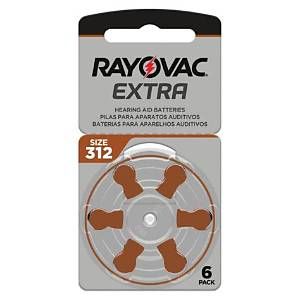 RAYOVAC
EXTRA
HEARING AID BATTERIES
PILAS PARA APARATOS AUDITIVOS
BATERIAS PARA APARELHOS AUDITIVOS
SIZE
312
6
PACK